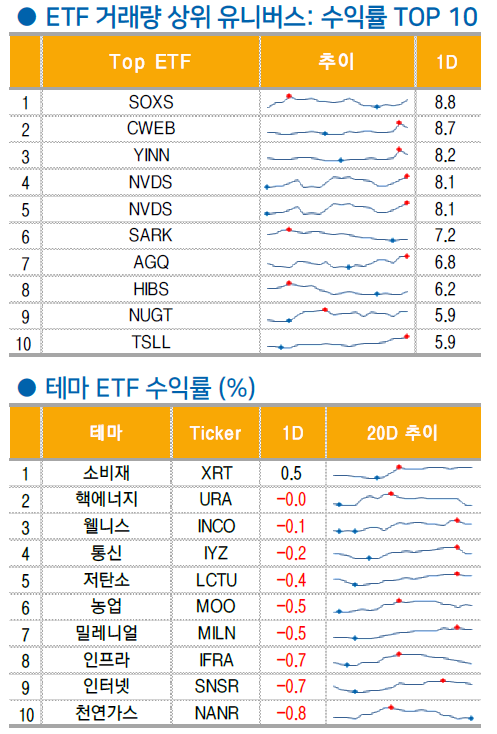 ● ETF 거래량 상위 유니버스: 수익률 TOP 10
Top ETF 추이 1D
1 SOXS 8.8
2 CWEB 8.7
3 YINN 8.2
4 NVDS 8.1
5 NVDS 8.1
6 SARK 7.2
7 AGQ 6.8
8 HIBS 6.2
9 NUGT 5.9
10 TSLL 5.9
● 테마 ETF 수익률 (%)
테마 Ticker 1D 20D 추이
1 소비재 XRT 0.5
2 핵에너지 URA -0.0
3 웰니스 INCO -0.1
4 통신 IYZ -0.2
5 저탄소 LCTU -0.4
6 농업 MOO -0.5
7 밀레니얼 MILN -0.5
8 인프라 IFRA -0.7
9 인터넷 SNSR -0.7
10 천연가스 NANR -0.8